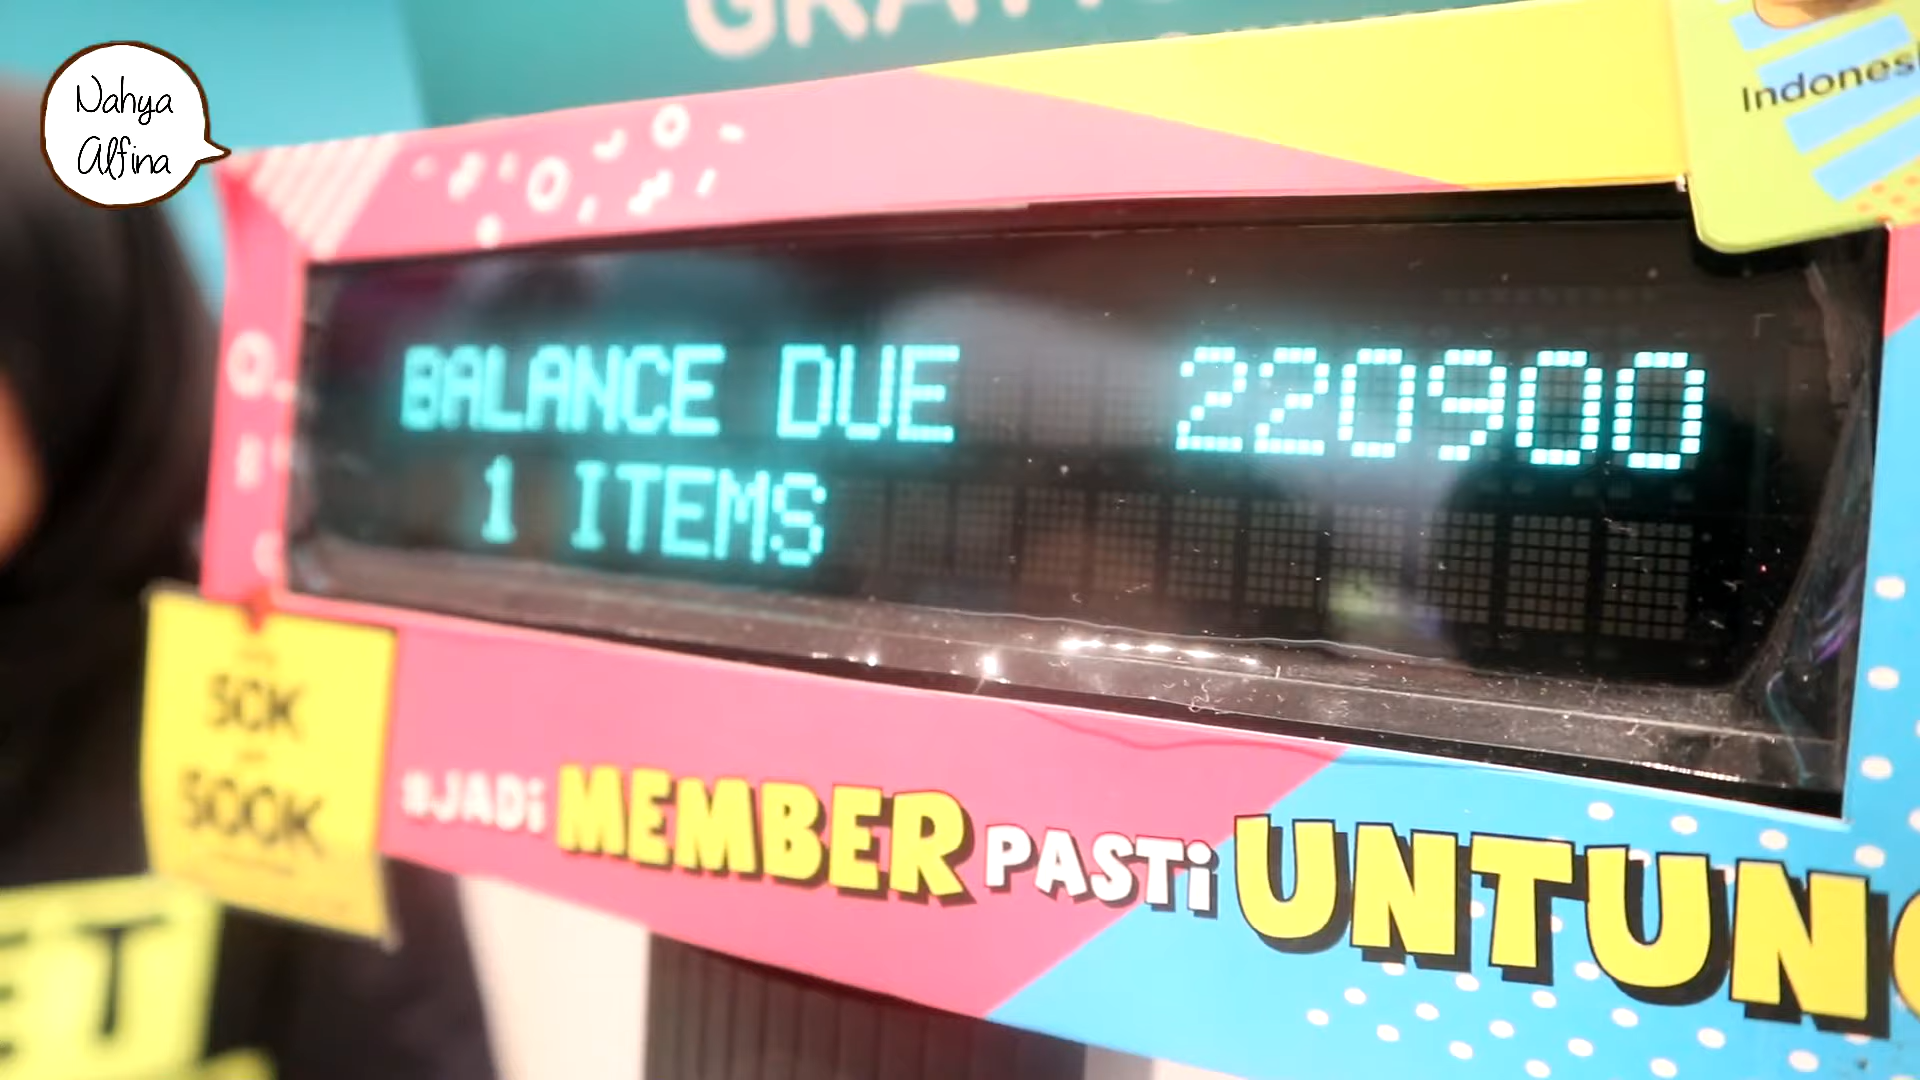 Nahya
Alfina
Indones
BALANCE DUE 220900
1 ITEMS
50K
500K
#JADi MEMBER PASTi UNTUN